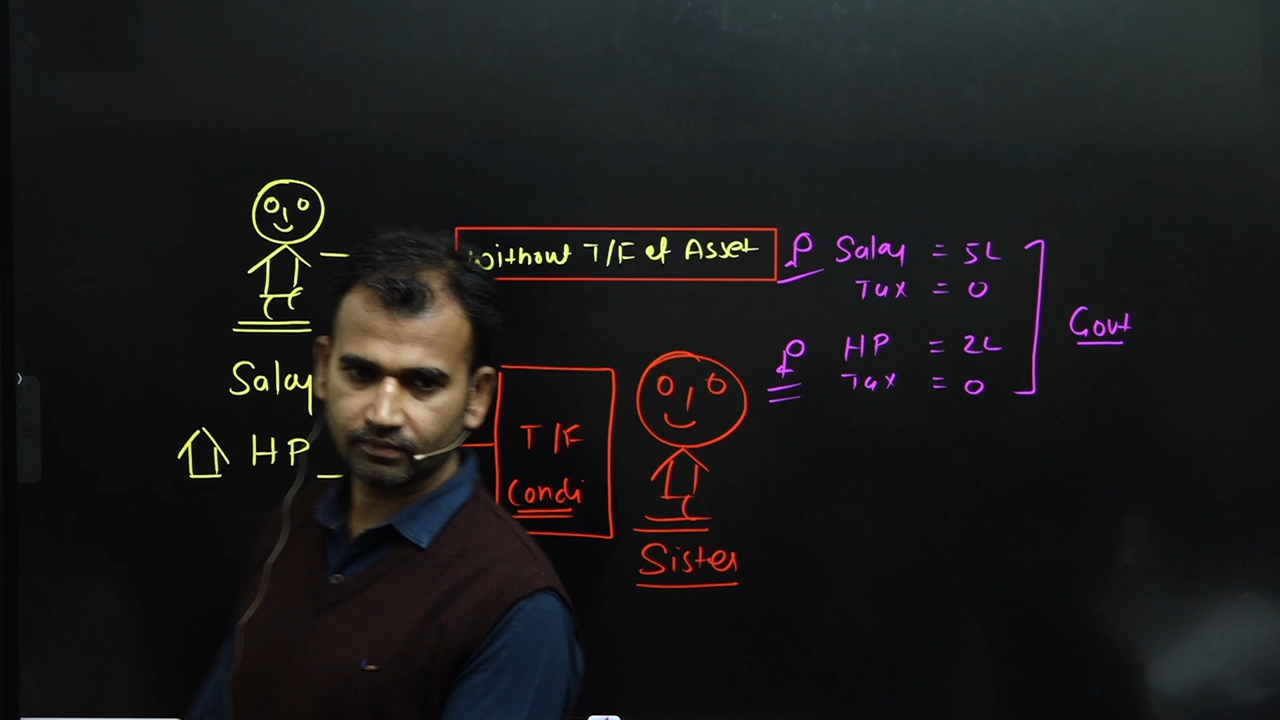 Without T/F of Asset
Salary = 5L
Tax = 0
HP = 2L
Tax = 0
Govt
Salary
HP
T/F
Condi
Sister